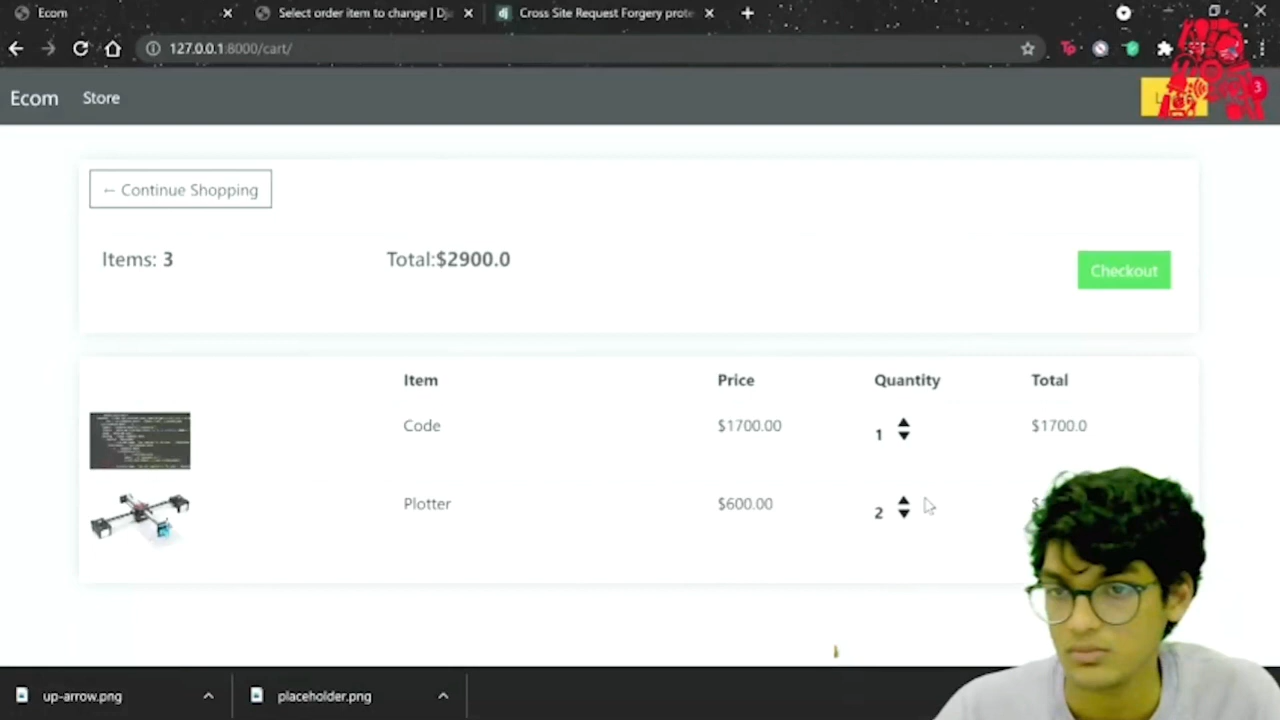 Ecom
Select order item to change | Dj
Cross Site Request Forgery prote
127.0.0.1:8000/cart/
Tp
Ecom
Store
3
← Continue Shopping
Items: 3
Total:$2900.0
Checkout
Item
Price
Quantity
Total
Code
$1700.00
1
$1700.0
Plotter
$600.00
2
up-arrow.png
placeholder.png